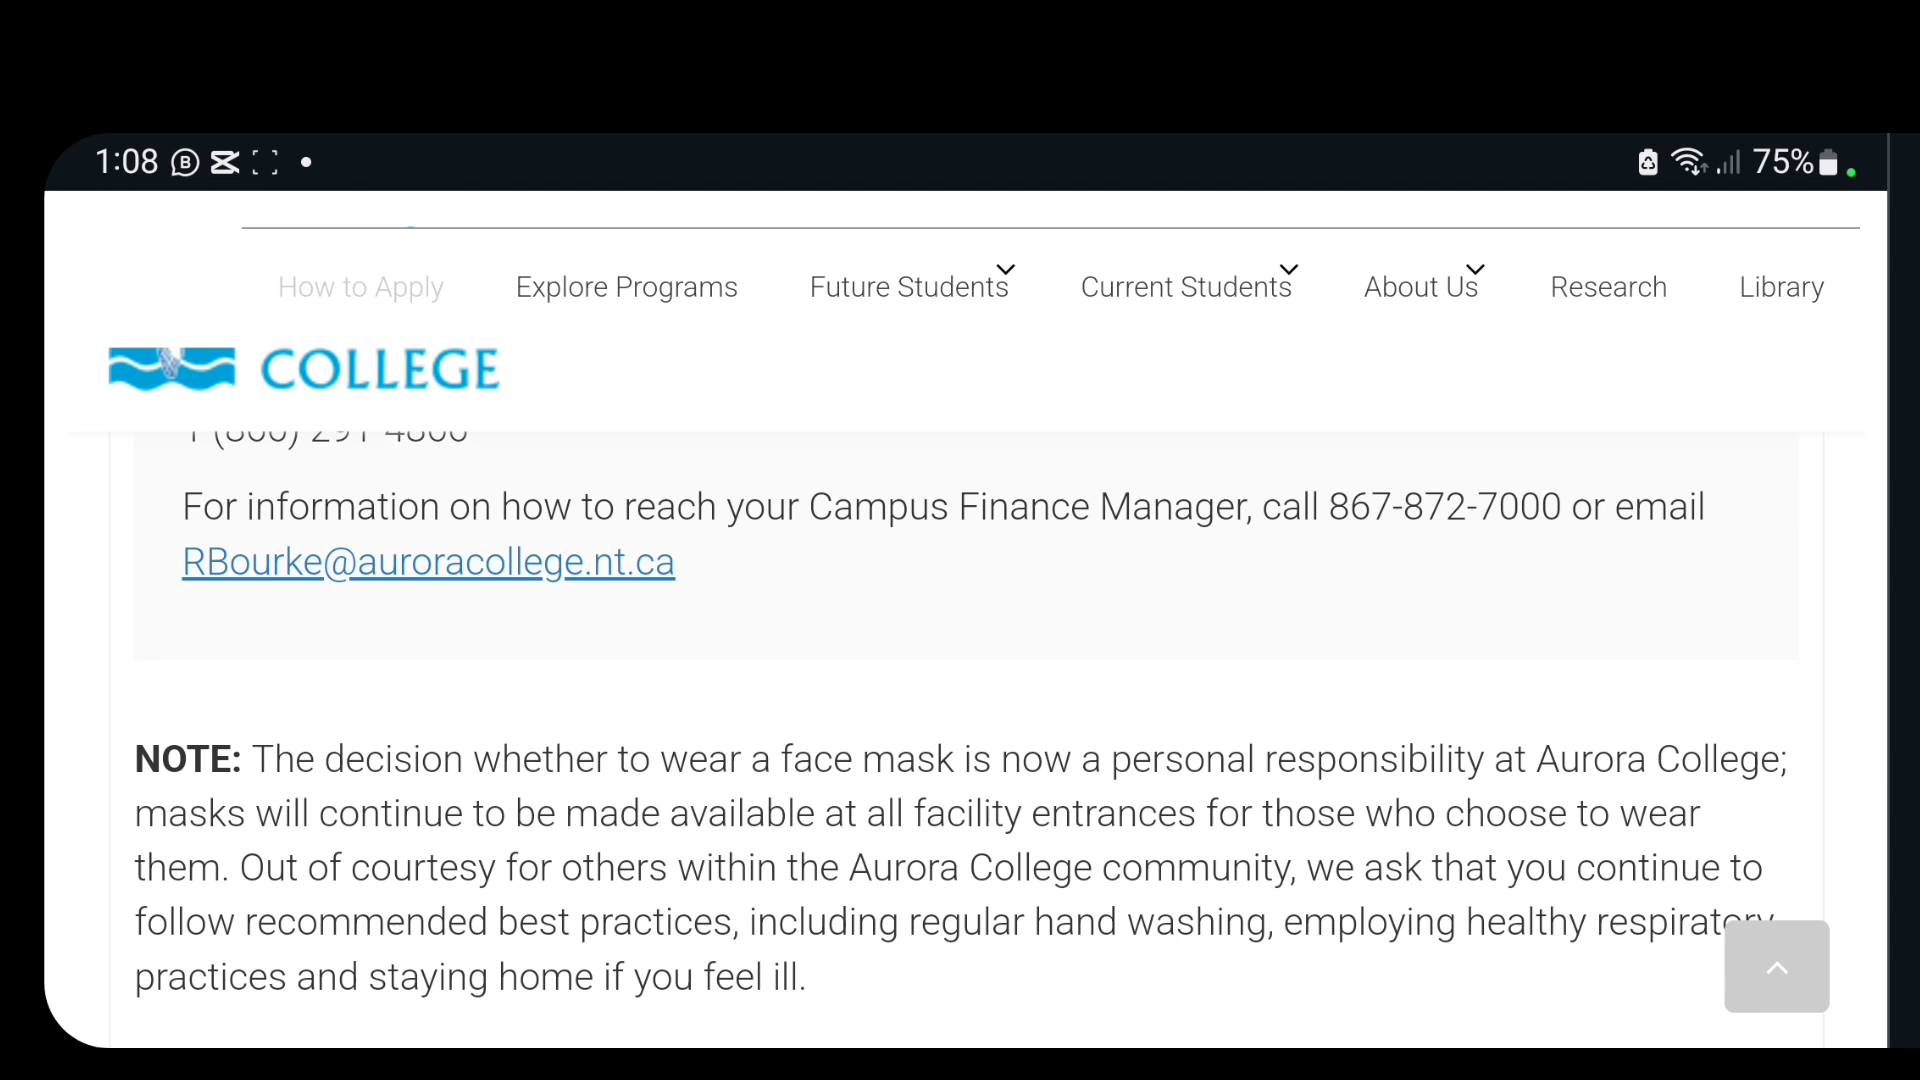 1:08
75%
How to Apply Explore Programs Future Students Current Students About Us Research Library
COLLEGE
For information on how to reach your Campus Finance Manager, call 867-872-7000 or email
RBourke@auroracollege.nt.ca
NOTE: The decision whether to wear a face mask is now a personal responsibility at Aurora College;
masks will continue to be made available at all facility entrances for those who choose to wear
them. Out of courtesy for others within the Aurora College community, we ask that you continue to
follow recommended best practices, including regular hand washing, employing healthy respiratory
practices and staying home if you feel ill.